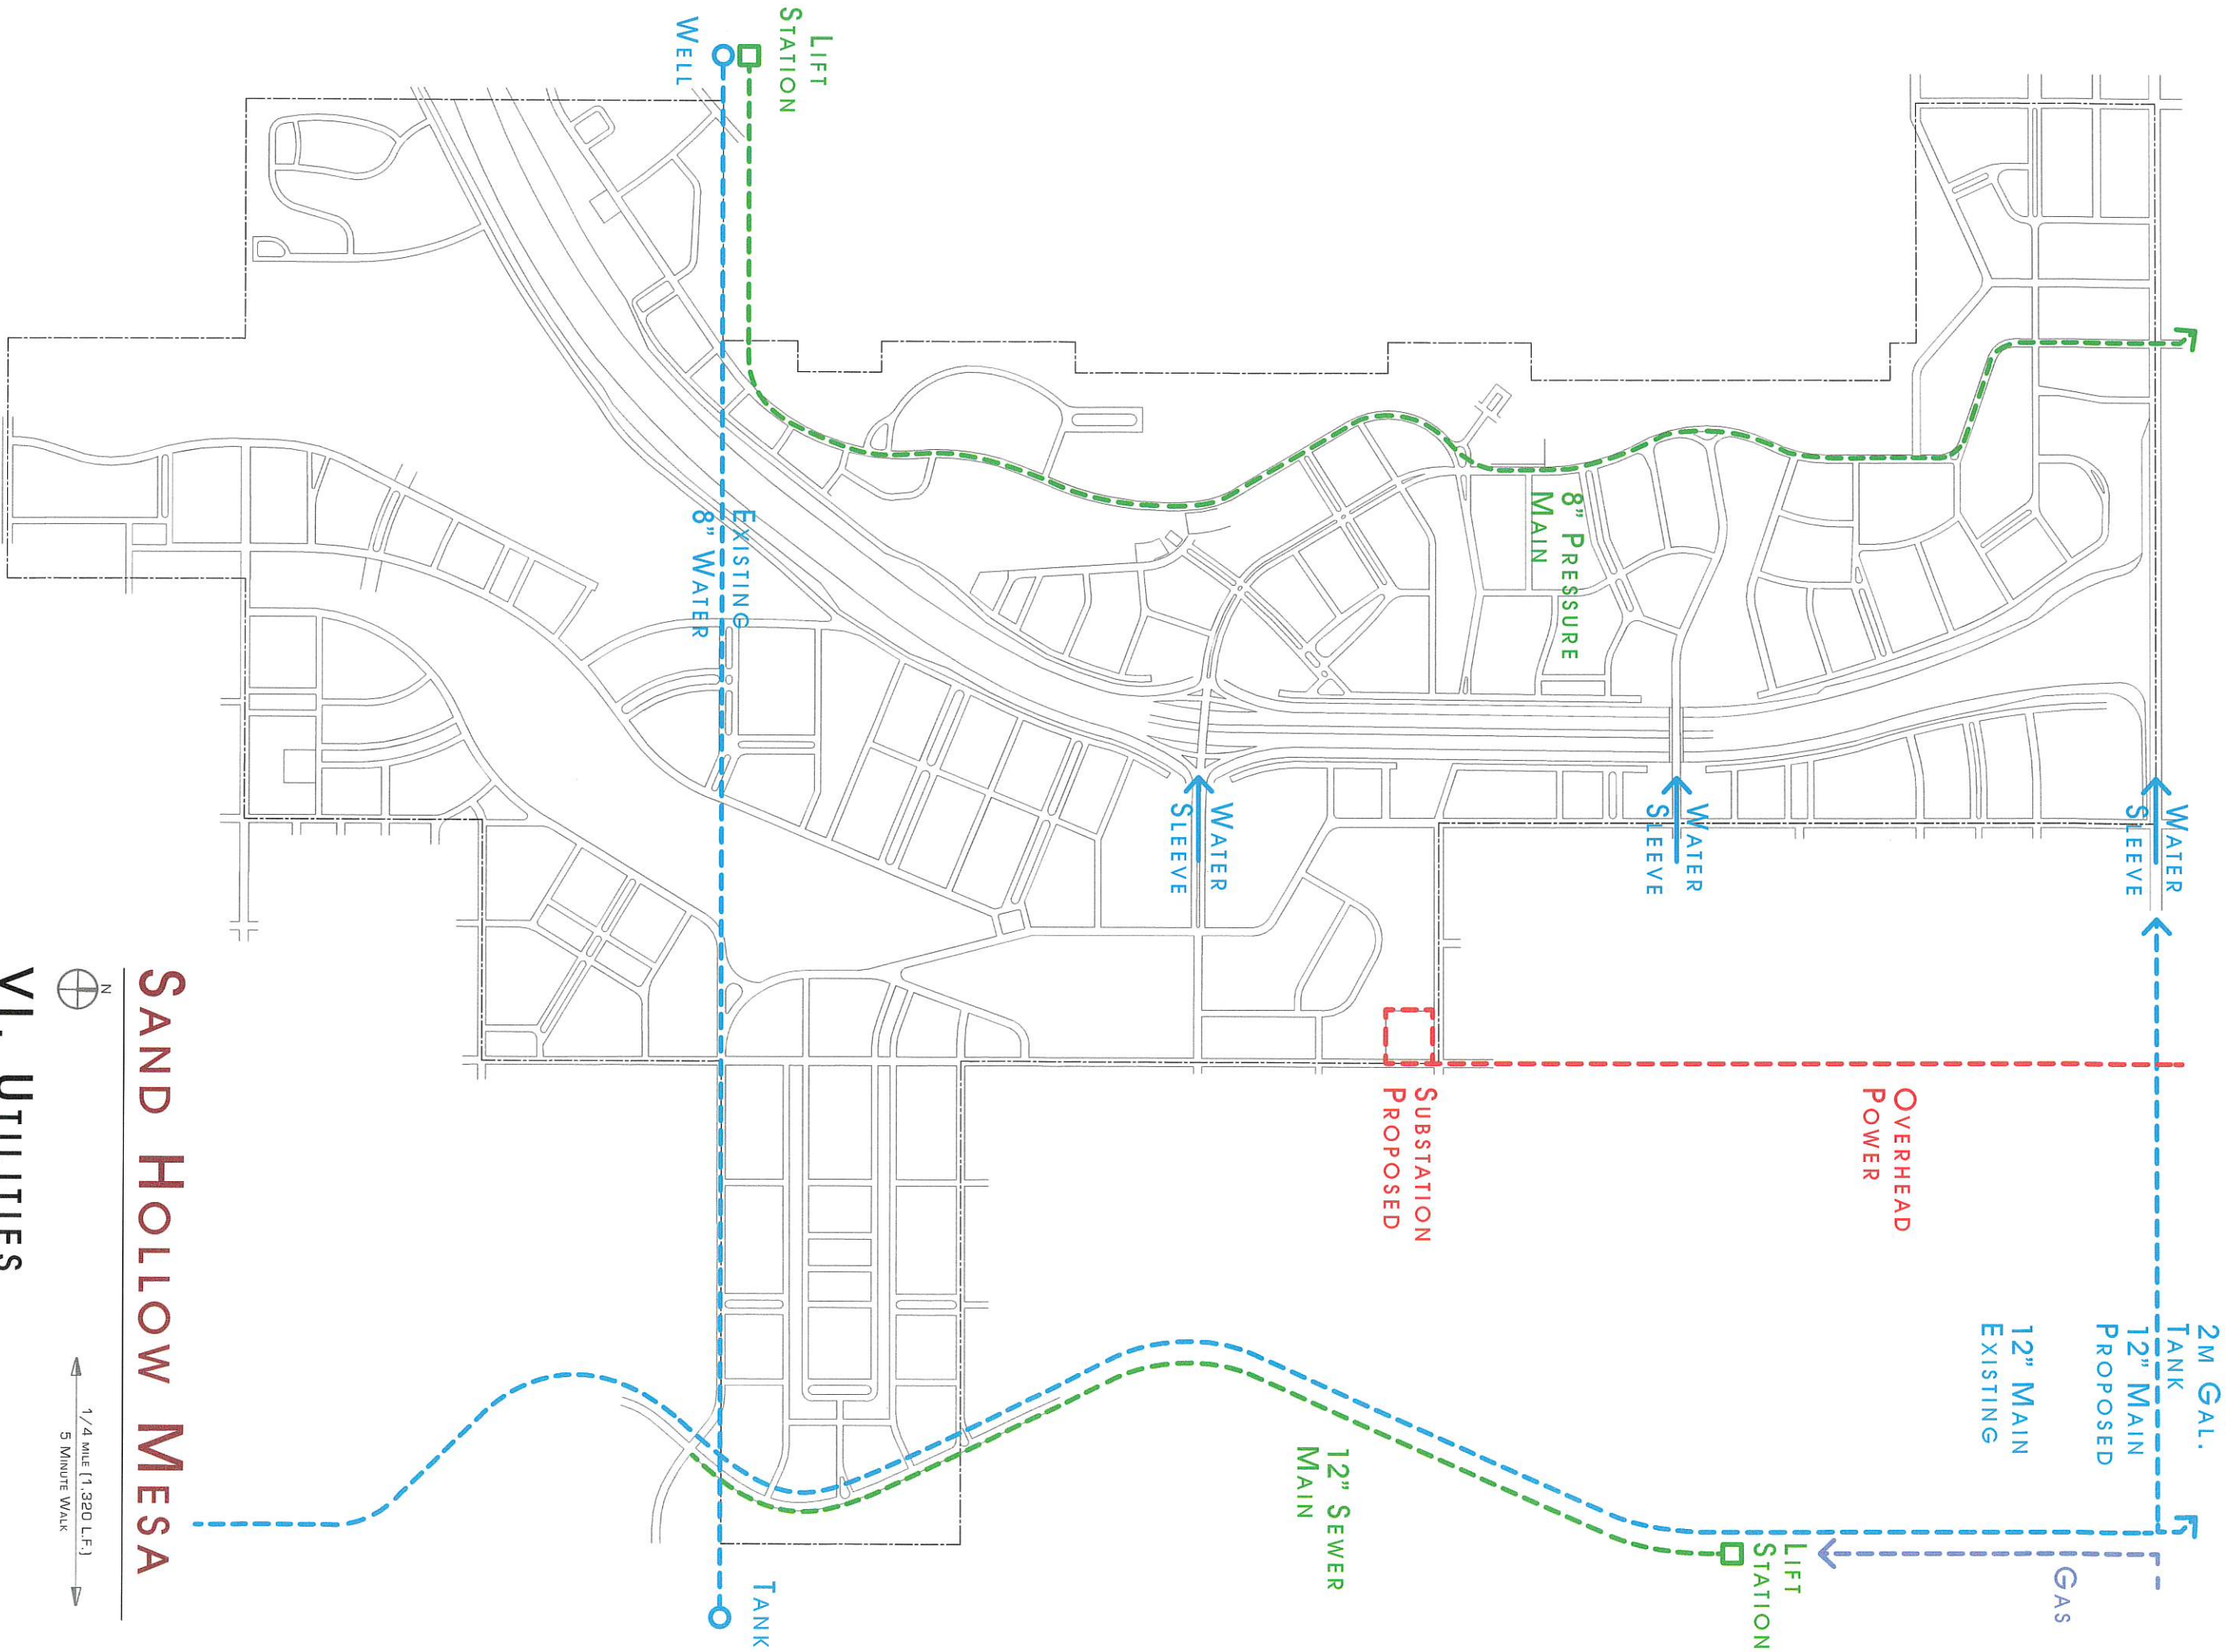 Lift
Station
Well
Existing
8" Water
8" Pressure
Main
Water
Sleeve
Water
Sleeve
Water
Sleeve
Substation
Proposed
Overhead
Power
2M Gal.
Tank
12" Main
Proposed
12" Main
Existing
12" Sewer
Main
Lift
Station
Gas
Tank
Sand Hollow Mesa
N
1/4 mile (1,320 L.F.)
5 Minute Walk
VI. Utilities